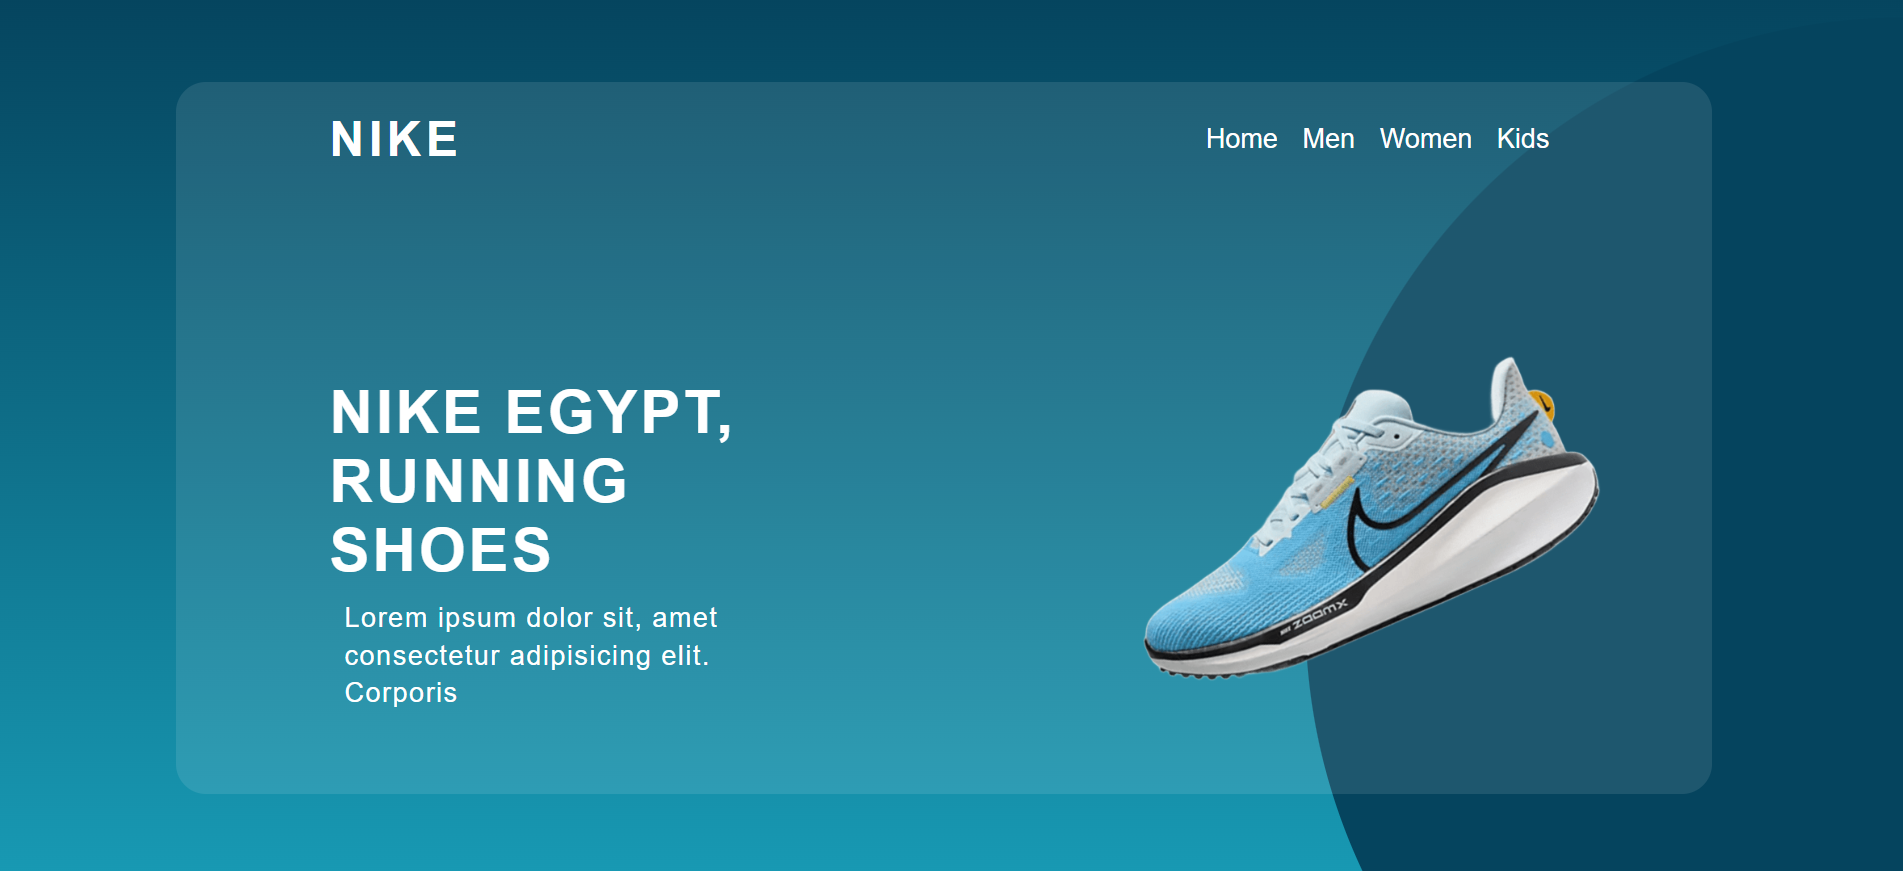 NIKE
Home Men Women Kids
NIKE EGYPT,
RUNNING
SHOES
Lorem ipsum dolor sit, amet
consectetur adipisicing elit.
Corporis
ZOOMX